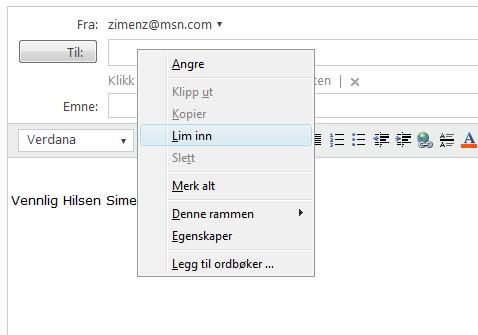 Fra: zimenz@msn.com
Til:
Angre
Klikk
ten | ×
Klipp ut
Emne:
Kopier
Verdana
Lim inn
A
Slett
Merk alt
Vennlig Hilsen Sime
Denne rammen
Egenskaper
Legg til ordbøker ...